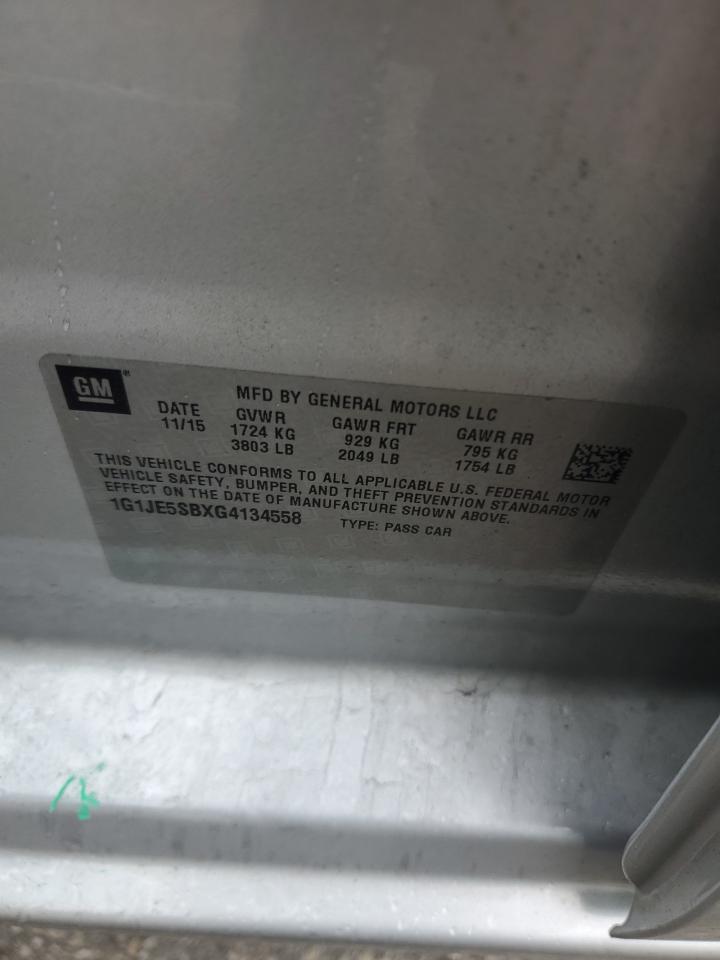 GM®
MFD BY GENERAL MOTORS LLC
DATE GVWR GAWR FRT GAWR RR
11/15 1724 KG 929 KG 795 KG
3803 LB 2049 LB 1754 LB
THIS VEHICLE CONFORMS TO ALL APPLICABLE U.S. FEDERAL MOTOR
VEHICLE SAFETY, BUMPER, AND THEFT PREVENTION STANDARDS IN
EFFECT ON THE DATE OF MANUFACTURE SHOWN ABOVE.
1G1JE5SBXG4134558 TYPE: PASS CAR